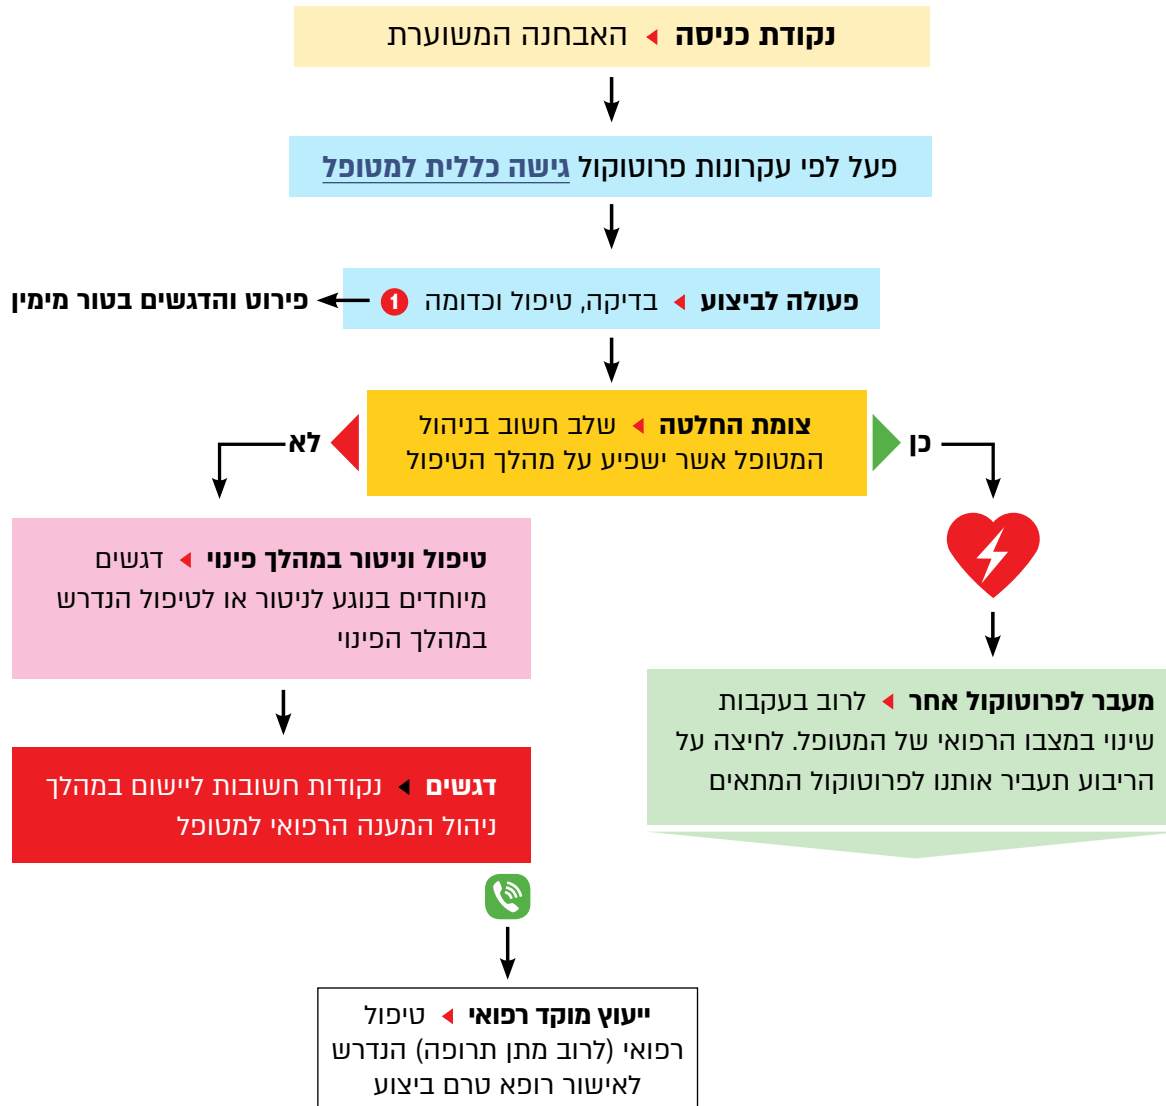 נקודת כניסה ◂ האבחנה המשוערת
פעל לפי עקרונות פרוטוקול גישה כללית למטופל
פעולה לביצוע ◂ בדיקה, טיפול וכדומה 1
פירוט והדגשים בטור מימין
צומת החלטה ◂ שלב חשוב בניהול
המטופל אשר ישפיע על מהלך הטיפול
כן
לא
מעבר לפרוטוקול אחר ◂ לרוב בעקבות
שינוי במצבו הרפואי של המטופל. לחיצה על
הריבוע תעביר אותנו לפרוטוקול המתאים
טיפול וניטור במהלך פינוי ◂ דגשים
מיוחדים בנוגע לניטור או לטיפול הנדרש
במהלך הפינוי
דגשים ◂ נקודות חשובות ליישום במהלך
ניהול המענה הרפואי למטופל
ייעוץ מוקד רפואי ◂ טיפול
רפואי (לרוב מתן תרופה) הנדרש
לאישור רופא טרם ביצוע